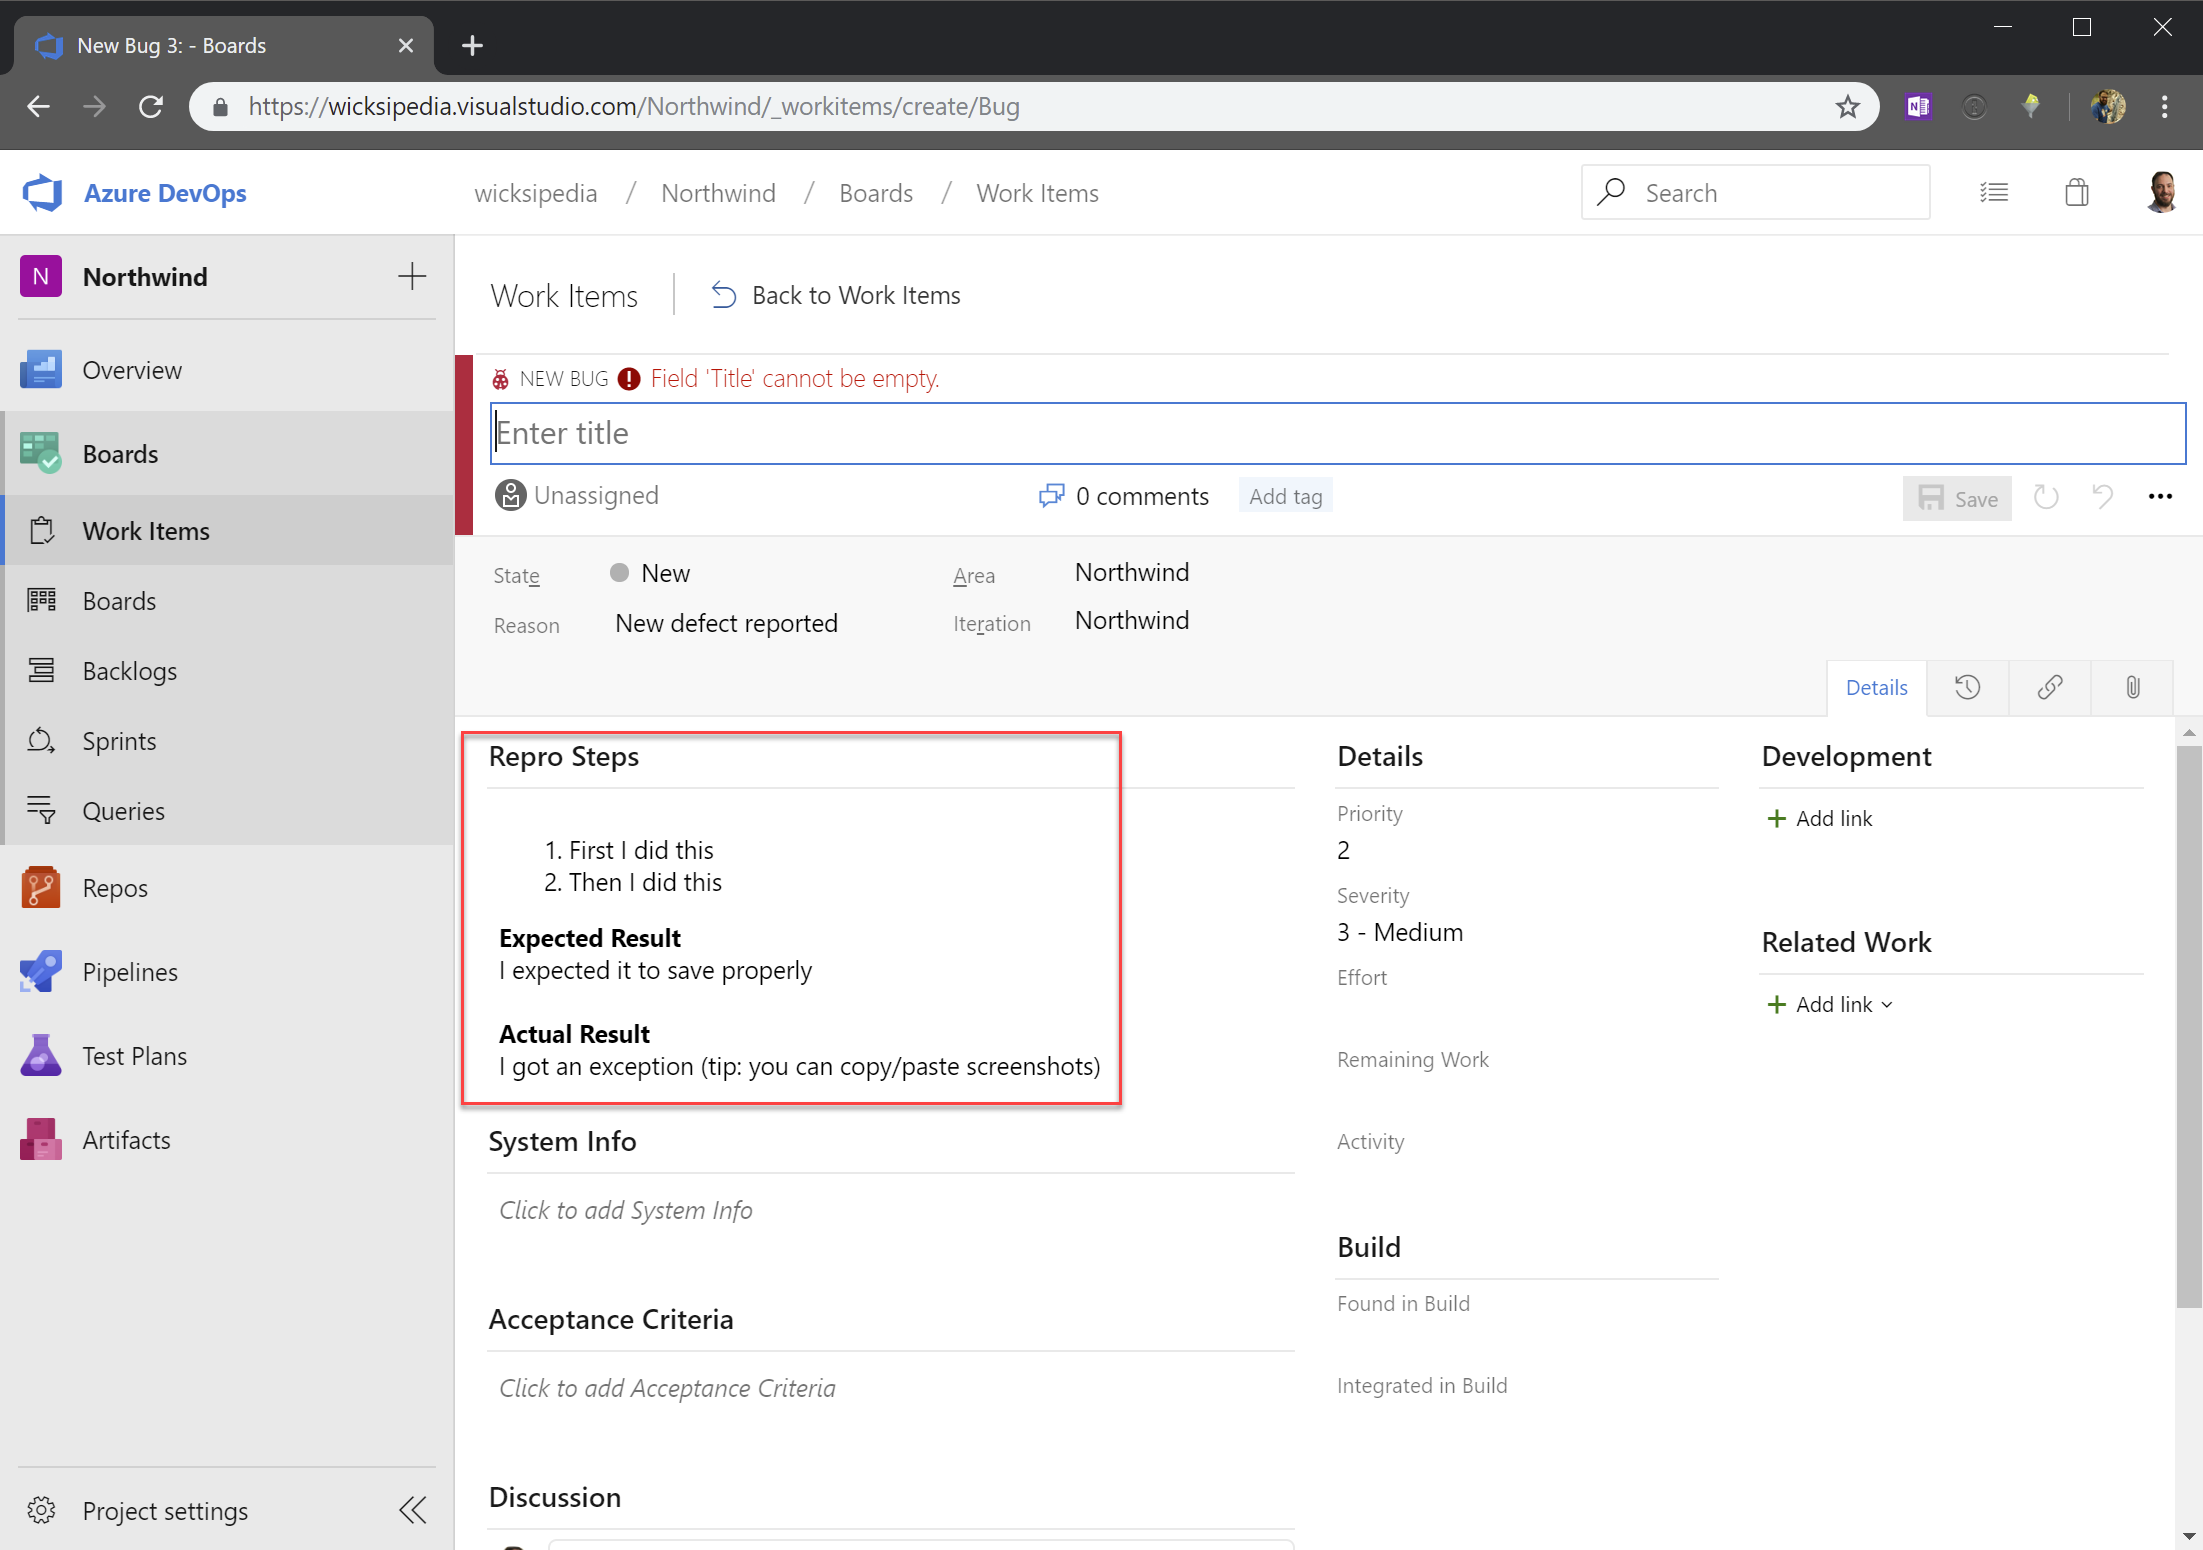 New Bug 3: - Boards
https://wicksipedia.visualstudio.com/Northwind/_workitems/create/Bug
Azure DevOps
wicksipedia / Northwind / Boards / Work Items
Search
N Northwind
Overview
Boards
Work Items
Boards
Backlogs
Sprints
Queries
Repos
Pipelines
Test Plans
Artifacts
Project settings
Work Items
Back to Work Items
NEW BUG Field 'Title' cannot be empty.
Enter title
Unassigned
0 comments
Add tag
Save
State New
Area Northwind
Reason New defect reported
Iteration Northwind
Details
Repro Steps
1. First I did this
2. Then I did this
Expected Result
I expected it to save properly
Actual Result
I got an exception (tip: you can copy/paste screenshots)
System Info
Click to add System Info
Acceptance Criteria
Click to add Acceptance Criteria
Discussion
Details
Priority
2
Severity
3 - Medium
Effort
Remaining Work
Activity
Build
Found in Build
Integrated in Build
Development
+ Add link
Related Work
+ Add link